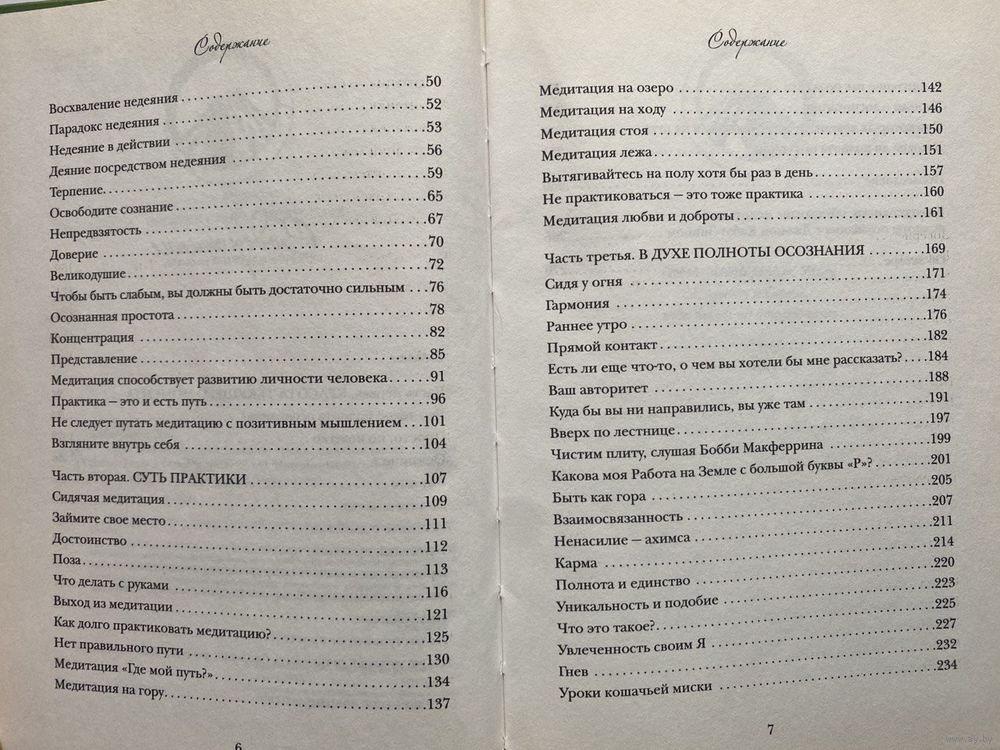 Содержание
Восхваление недеяния ..... 50
Парадокс недеяния ..... 52
Недеяние в действии ..... 53
Деяние посредством недеяния ..... 56
Терпение ..... 59
Освободите сознание ..... 65
Непредвзятость ..... 67
Доверие ..... 70
Великодушие ..... 72
Чтобы быть слабым, вы должны быть достаточно сильным ... 76
Осознанная простота ..... 78
Концентрация ..... 82
Представление ..... 85
Медитация способствует развитию личности человека ..... 91
Практика — это и есть путь ..... 96
Не следует путать медитацию с позитивным мышлением ... 101
Взгляните внутрь себя ..... 104
Часть вторая. СУТЬ ПРАКТИКИ ..... 107
Сидячая медитация ..... 109
Займите свое место ..... 111
Достоинство ..... 112
Поза ..... 113
Что делать с руками ..... 116
Выход из медитации ..... 121
Как долго практиковать медитацию? ..... 125
Нет правильного пути ..... 130
Медитация «Где мой путь?» ..... 134
Медитация на гору ..... 137
6
Содержание
Медитация на озеро ..... 142
Медитация на ходу ..... 146
Медитация стоя ..... 150
Медитация лежа ..... 151
Вытягивайтесь на полу хотя бы раз в день ..... 157
Не практиковаться — это тоже практика ..... 160
Медитация любви и доброты ..... 161
Часть третья. В ДУХЕ ПОЛНОТЫ ОСОЗНАНИЯ ..... 169
Сидя у огня ..... 171
Гармония ..... 174
Раннее утро ..... 176
Прямой контакт ..... 182
Есть ли еще что-то, о чем вы хотели бы мне рассказать? .... 184
Ваш авторитет ..... 188
Куда бы вы ни направились, вы уже там ..... 191
Вверх по лестнице ..... 197
Чистим плиту, слушая Бобби Макферрина ..... 199
Какова моя Работа на Земле с большой буквы «Р»? ..... 201
Быть как гора ..... 205
Взаимосвязанность ..... 207
Ненасилие — ахимса ..... 211
Карма ..... 214
Полнота и единство ..... 220
Уникальность и подобие ..... 223
Что это такое? ..... 225
Увлеченность своим Я ..... 227
Гнев ..... 232
Уроки кошачьей миски ..... 234
7
www.ay.by